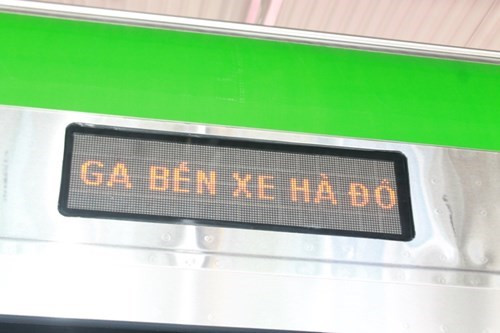 GA BẾN XE HÀ ĐÔ